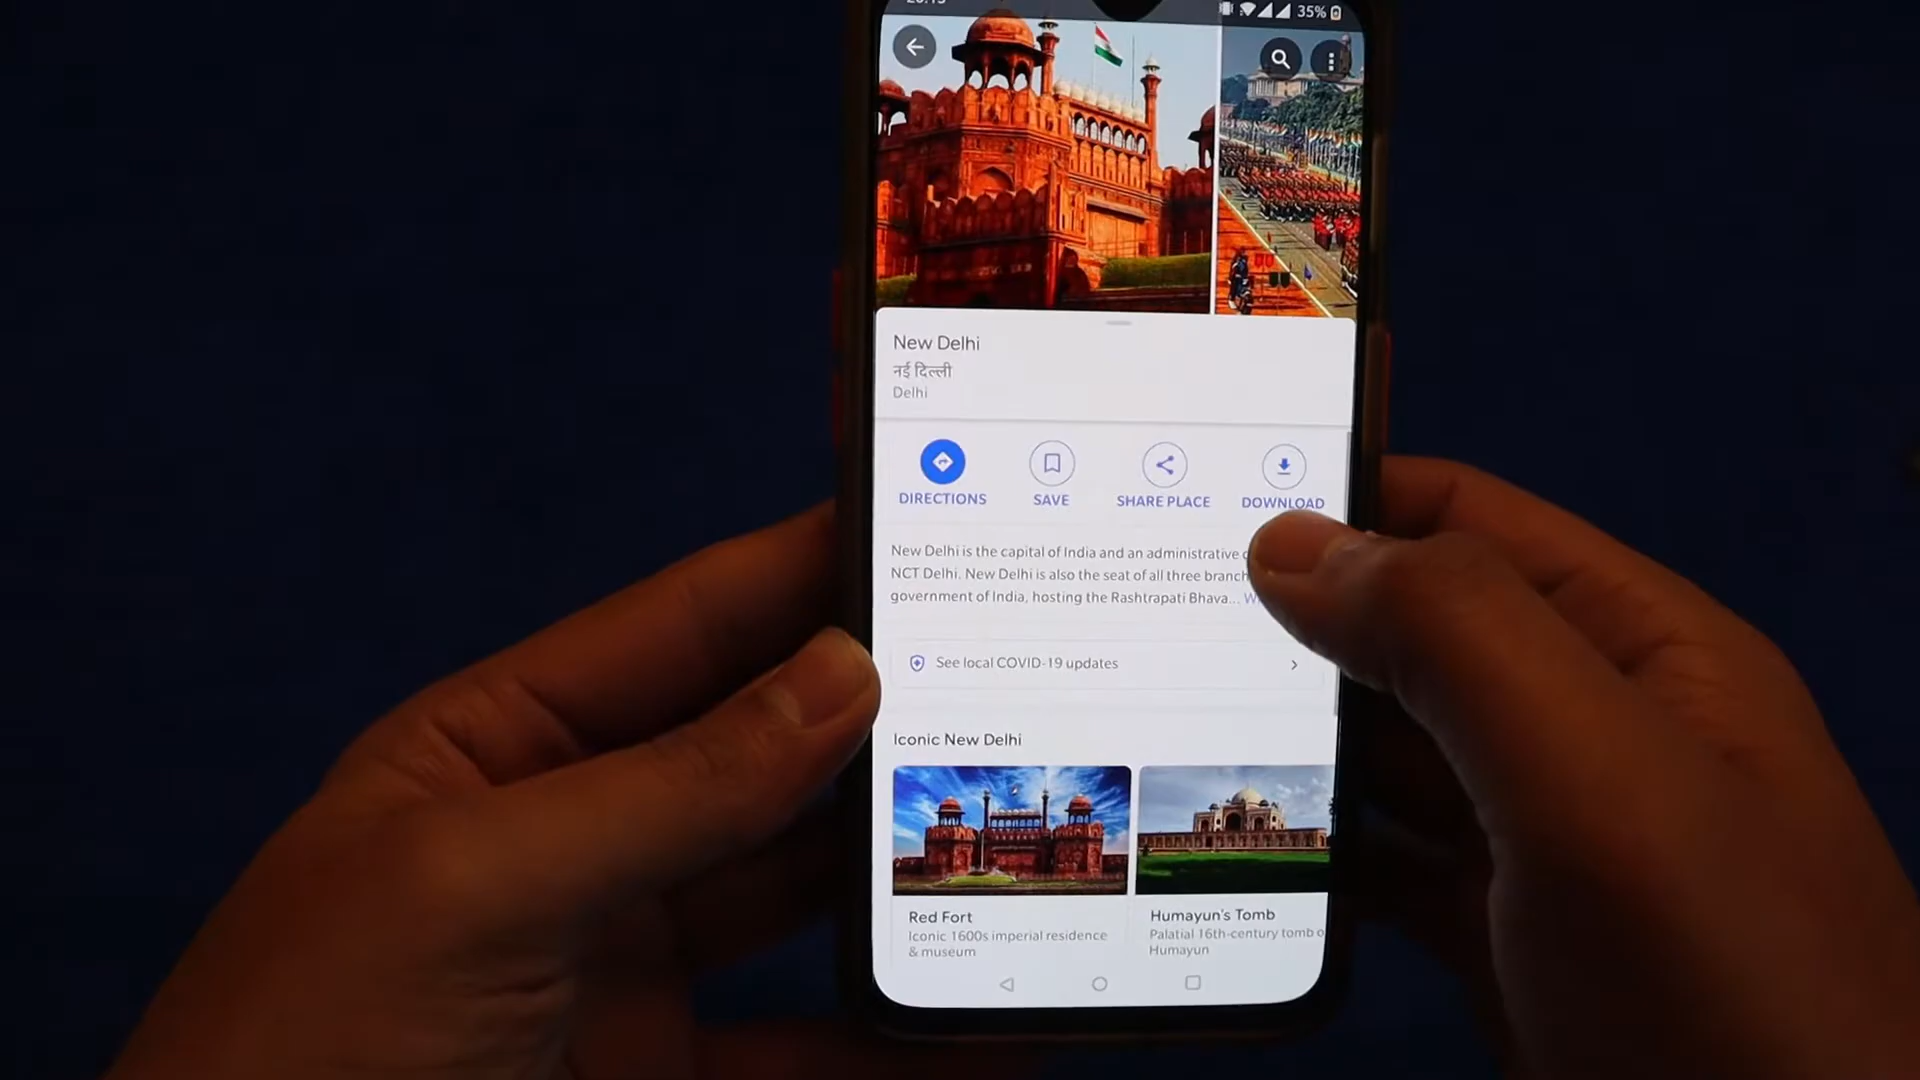 35%
New Delhi
नई दिल्ली
Delhi
DIRECTIONS
SAVE
SHARE PLACE
DOWNLOAD
New Delhi is the capital of India and an administrative
NCT Delhi. New Delhi is also the seat of all three branch
government of India, hosting the Rashtrapati Bhava...
See local COVID-19 updates
Iconic New Delhi
Red Fort
Iconic 1600s imperial residence
& museum
Humayun's Tomb
Palatial 16th-century tomb o
Humayun